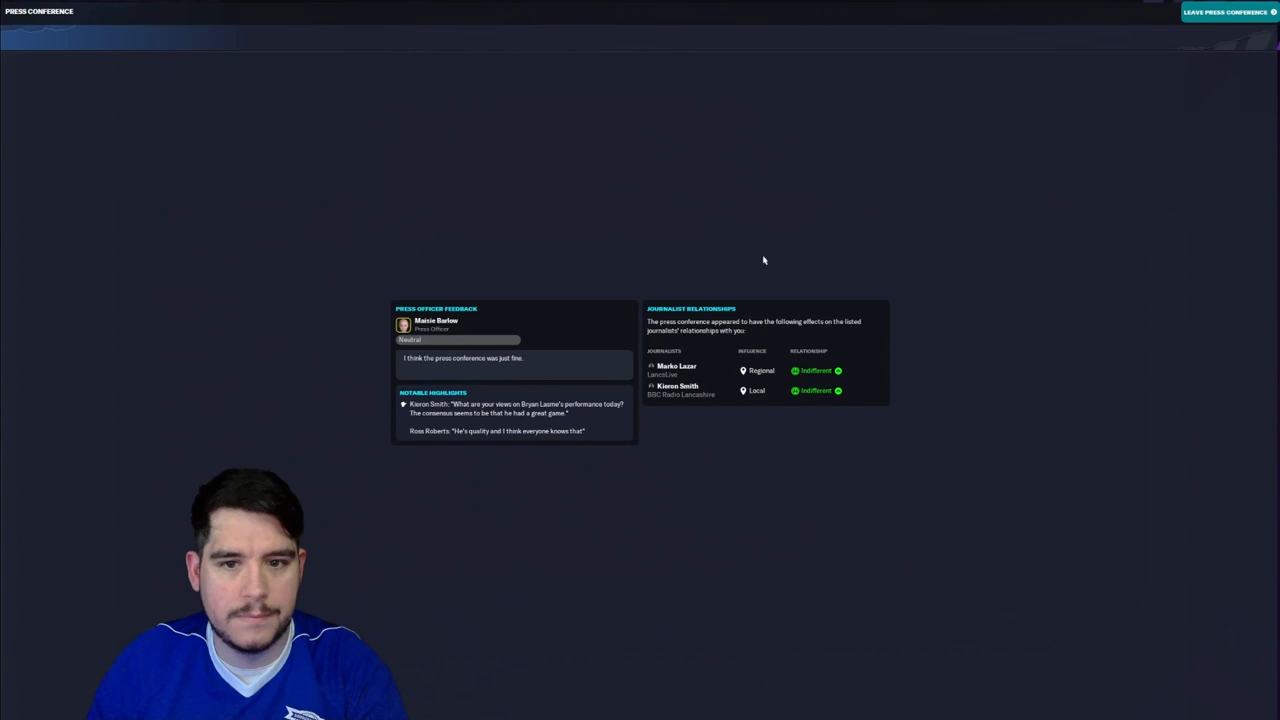 PRESS CONFERENCE
LEAVE PRESS CONFERENCE
PRESS OFFICER FEEDBACK
Maisie Barlow
Press Officer
Neutral
I think the press conference was just fine.
NOTABLE HIGHLIGHTS
Kieron Smith: "What are your views on Bryan Lasme's performance today?
The consensus seems to be that he had a great game."
Ross Roberts: "He's quality and I think everyone knows that"
JOURNALIST RELATIONSHIPS
The press conference appeared to have the following effects on the listed
journalists' relationships with you:
JOURNALISTS INFLUENCE RELATIONSHIP
Marko Lazar
LancsLive
Regional Indifferent
Kieron Smith
BBC Radio Lancashire
Local Indifferent